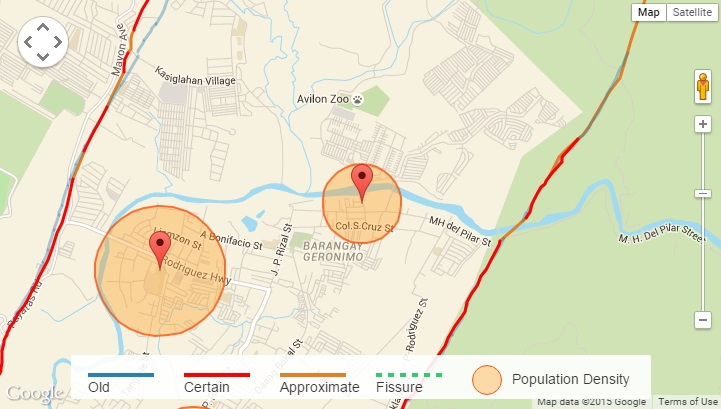 Map Satellite
Mayon Ave
Kasiglahan Village
Avilon Zoo
Col.S.Cruz St
MH del Pilar St
M. H. Del Pilar Street
A Bonifacio St
J. P. Rizal St
BARANGAY
GERONIMO
Rodriguez Hwy
Rodriguez St
Old Certain Approximate Fissure Population Density
Google
Map data ©2015 Google Terms of Use